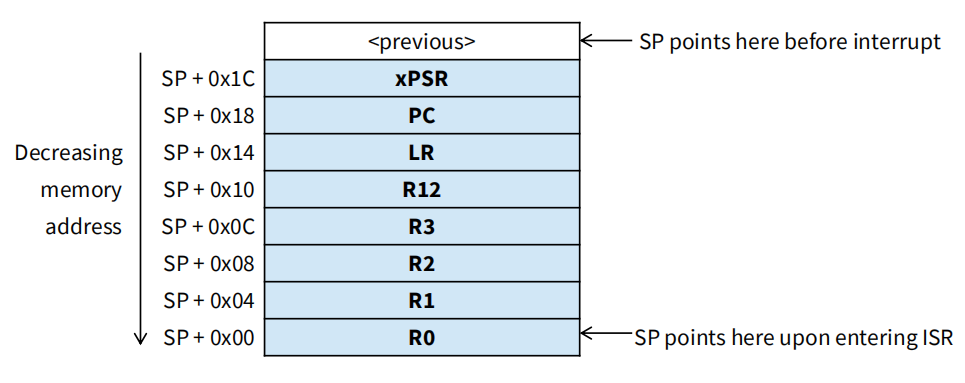 <previous> SP points here before interrupt
SP + 0x1C xPSR
SP + 0x18 PC
Decreasing SP + 0x14 LR
memory SP + 0x10 R12
address SP + 0x0C R3
SP + 0x08 R2
SP + 0x04 R1
SP + 0x00 R0 SP points here upon entering ISR